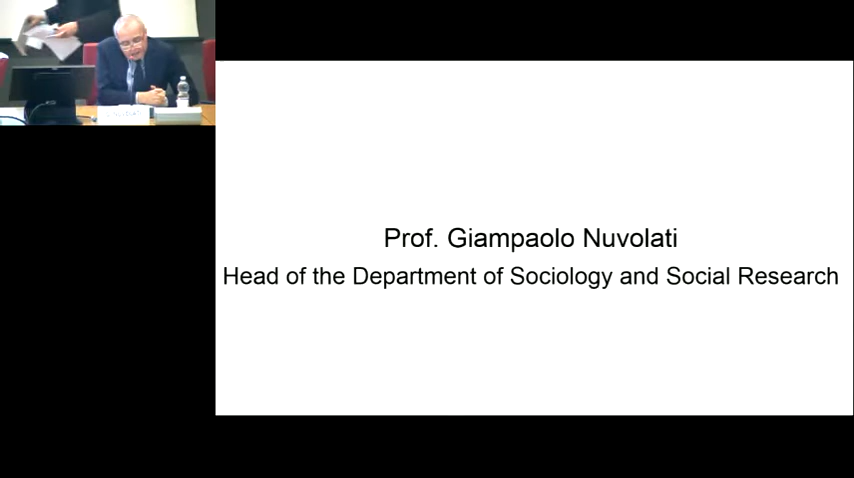 Prof. Giampaolo Nuvolati
Head of the Department of Sociology and Social Research